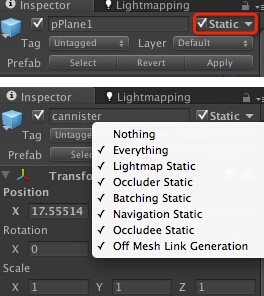 Inspector Lightmapping
pPlane1 Static
Tag Untagged Layer Default
Prefab Select Revert Apply
Inspector Lightmapping
cannister Static
Tag
Prefab
Nothing
Everything
Lightmap Static
Occluder Static
Batching Static
Navigation Static
Occludee Static
Off Mesh Link Generation
Transfo
Position
X 17.55514
Rotation
X 0
Scale
X 1 Y 1 Z 1